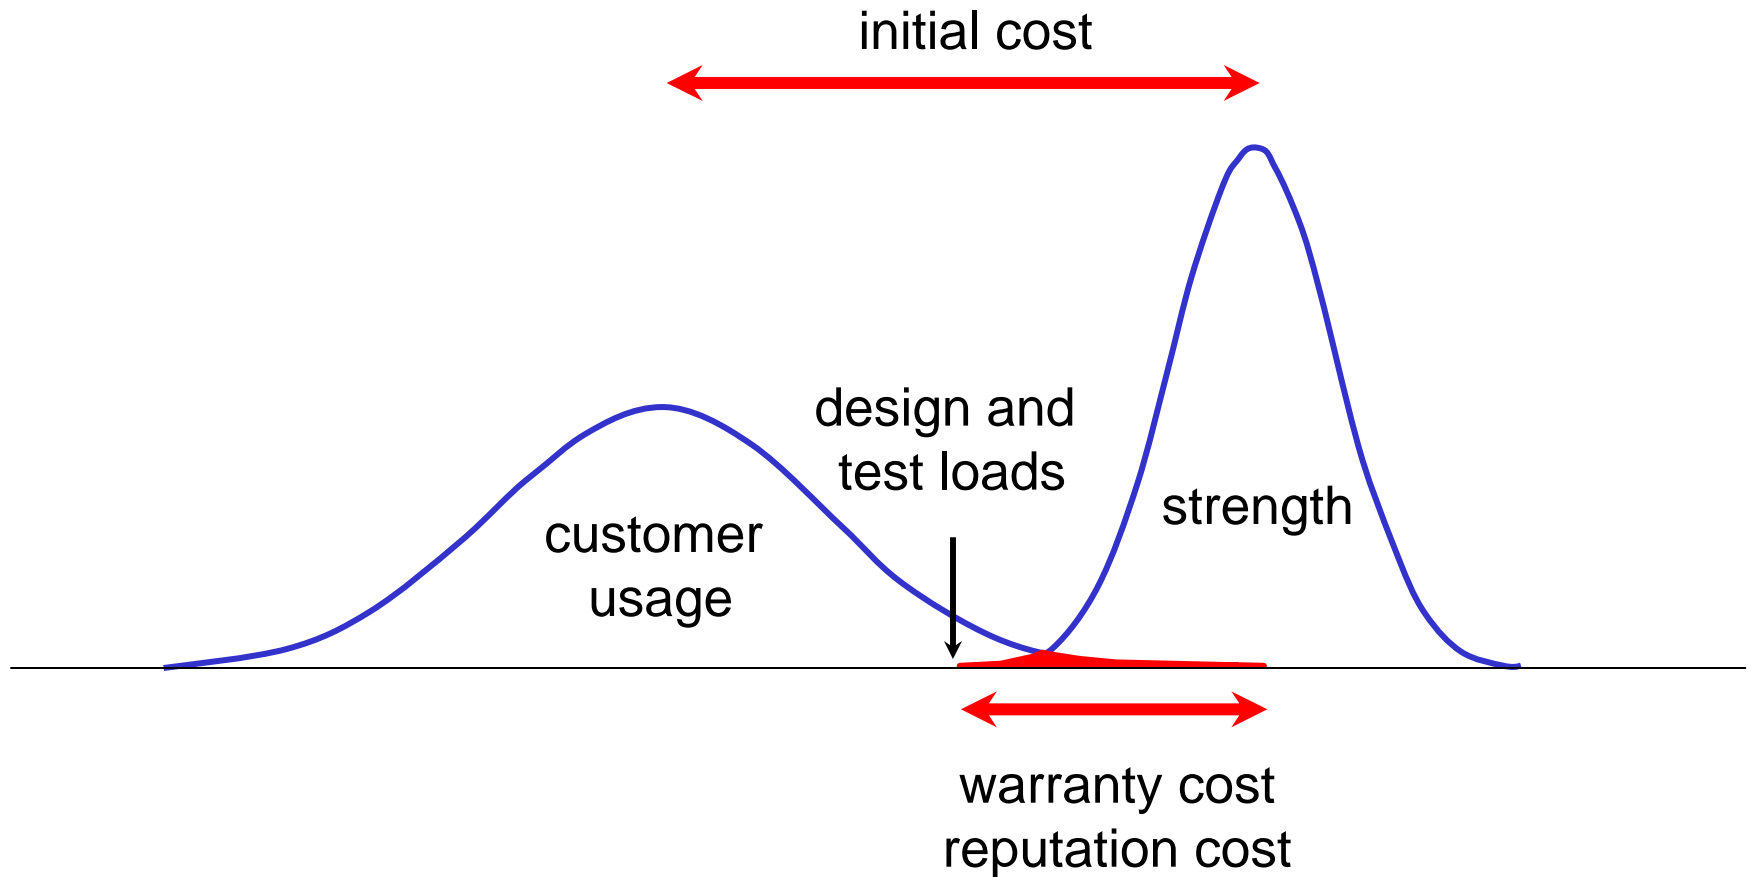 initial cost
design and
test loads
strength
customer
usage
warranty cost
reputation cost